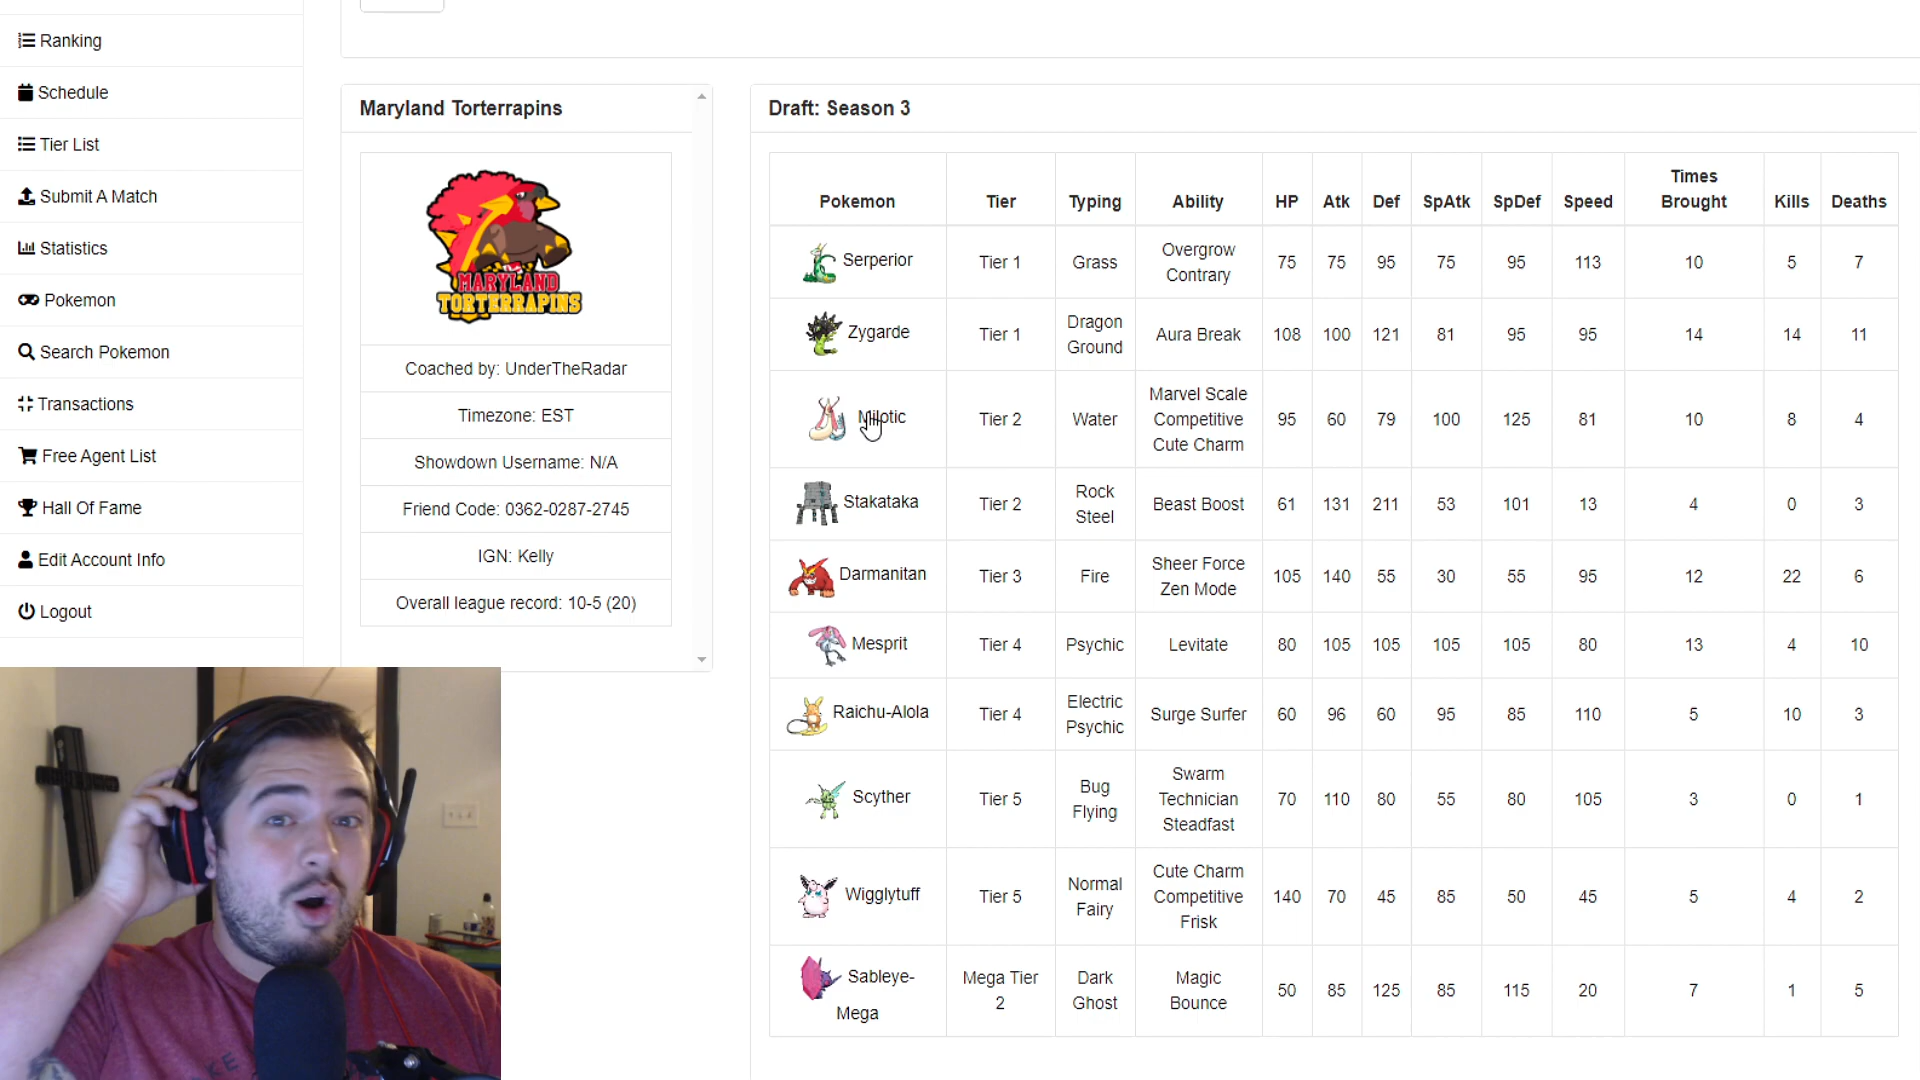 Ranking
Schedule
Tier List
Submit A Match
Statistics
Pokemon
Search Pokemon
Transactions
Free Agent List
Hall Of Fame
Edit Account Info
Logout
Maryland Torterrapins
MARYLAND
TORTERRAPINS
Coached by: UnderTheRadar
Timezone: EST
Showdown Username: N/A
Friend Code: 0362-0287-2745
IGN: Kelly
Overall league record: 10-5 (20)
Draft: Season 3
Pokemon Tier Typing Ability HP Atk Def SpAtk SpDef Speed Times Brought Kills Deaths
Serperior Tier 1 Grass Overgrow Contrary 75 75 95 75 95 113 10 5 7
Zygarde Tier 1 Dragon Ground Aura Break 108 100 121 81 95 95 14 14 11
Milotic Tier 2 Water Marvel Scale Competitive Cute Charm 95 60 79 100 125 81 10 8 4
Stakataka Tier 2 Rock Steel Beast Boost 61 131 211 53 101 13 4 0 3
Darmanitan Tier 3 Fire Sheer Force Zen Mode 105 140 55 30 55 95 12 22 6
Mesprit Tier 4 Psychic Levitate 80 105 105 105 105 80 13 4 10
Raichu-Alola Tier 4 Electric Psychic Surge Surfer 60 96 60 95 85 110 5 10 3
Scyther Tier 5 Bug Flying Swarm Technician Steadfast 70 110 80 55 80 105 3 0 1
Wigglytuff Tier 5 Normal Fairy Cute Charm Competitive Frisk 140 70 45 85 50 45 5 4 2
Sableye-Mega Mega Tier 2 Dark Ghost Magic Bounce 50 85 125 85 115 20 7 1 5